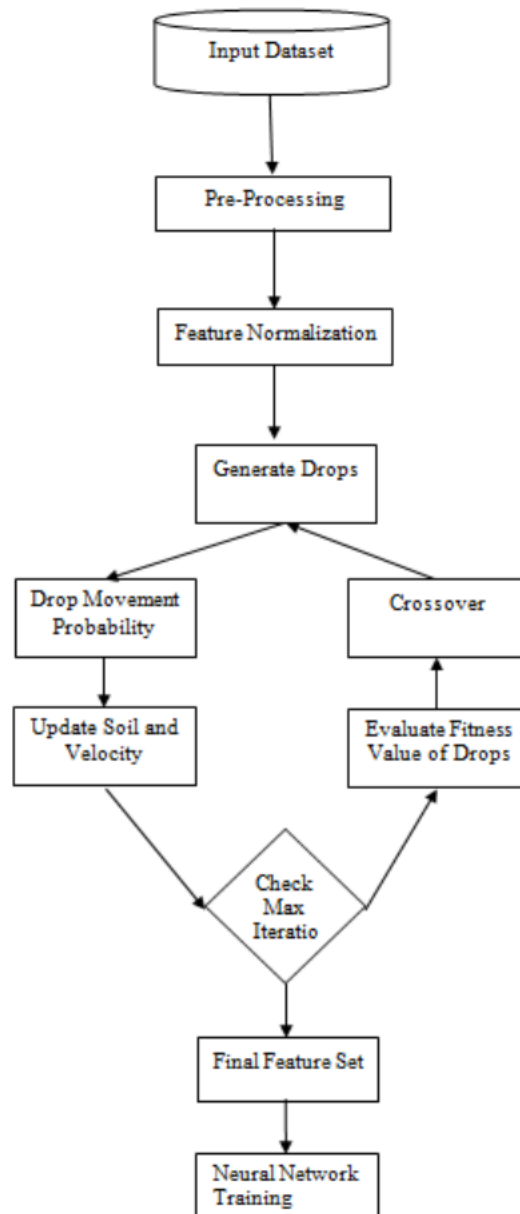 Input Dataset
Pre-Processing
Feature Normalization
Generate Drops
Drop Movement
Probability
Crossover
Update Soil and
Velocity
Evaluate Fitness
Value of Drops
Check
Max
Iteratio
Final Feature Set
Neural Network
Training